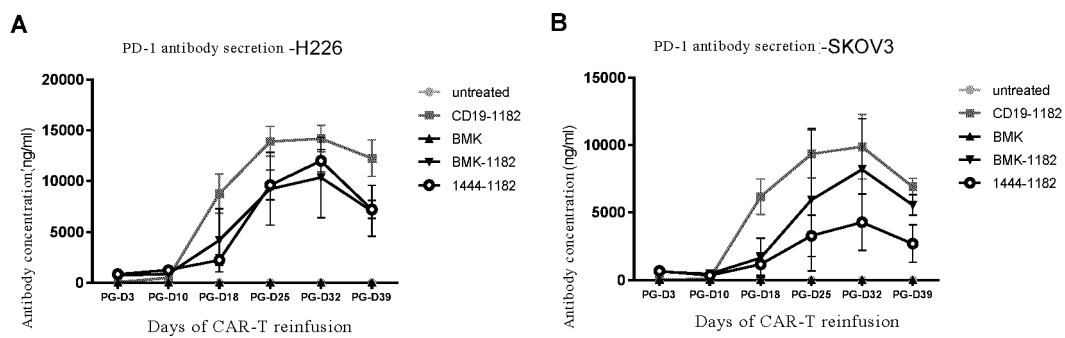 A
PD-1 antibody secretion -H226
Antibody concentration(ng/ml)
20000
15000
10000
5000
0
PG-D3 PG-D10 PG-D18 PG-D25 PG-D32 PG-D39
Days of CAR-T reinfusion
untreated
CD19-1182
BMK
BMK-1182
1444-1182
B
PD-1 antibody secretion :-SKOV3
Antibody concentration(ng/ml)
15000
10000
5000
0
PG-D3 PG-D10 PG-D18 PG-D25 PG-D32 PG-D39
Days of CAR-T reinfusion
untreated
CD19-1182
BMK
BMK-1182
1444-1182